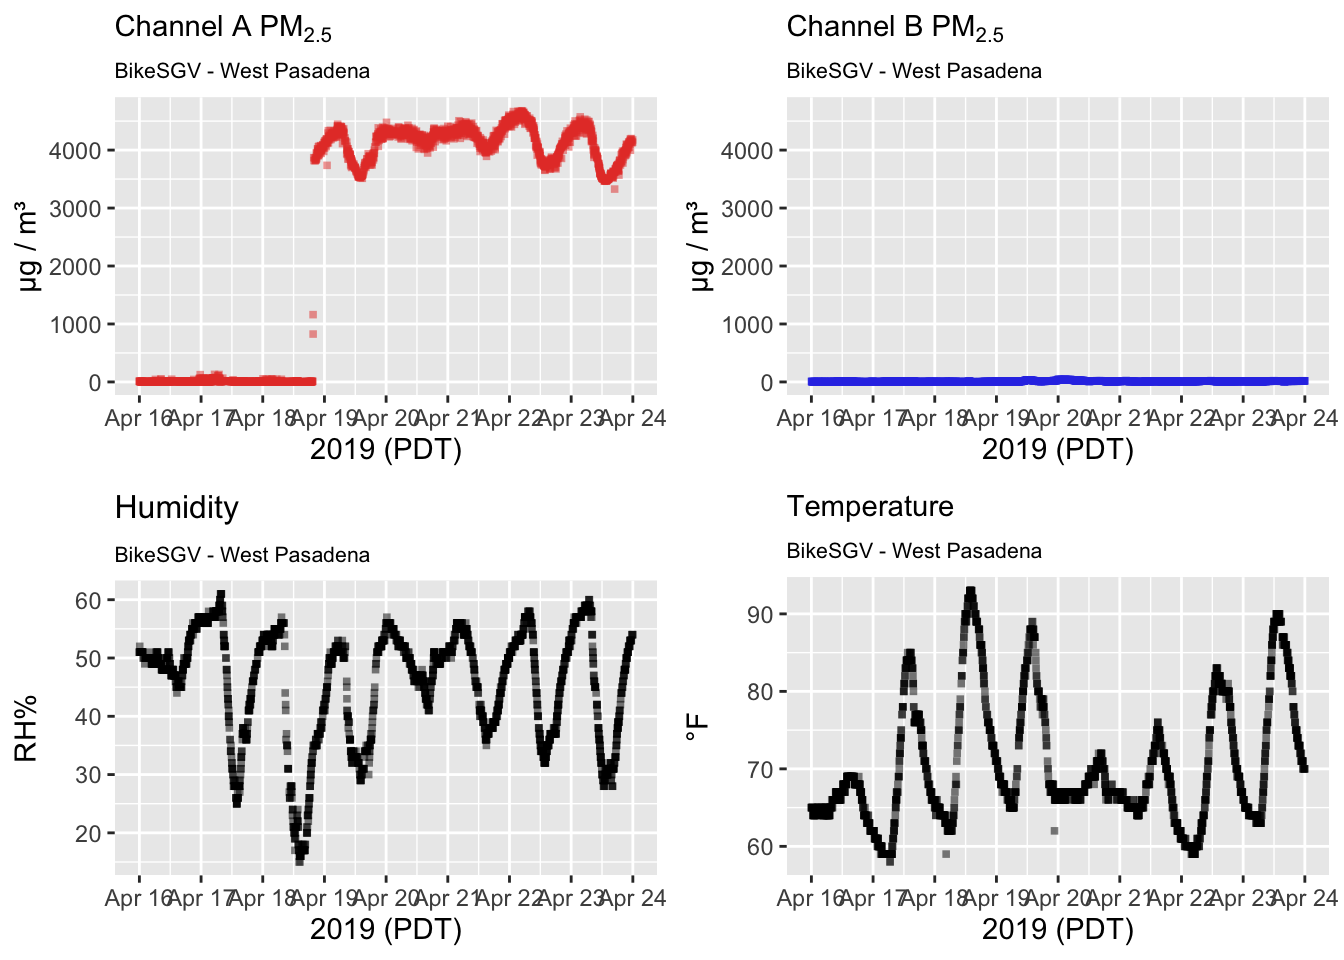 Channel A PM2.5
BikeSGV - West Pasadena
4000
3000
2000
1000
0
µg / m³
Apr 16 Apr 17 Apr 18 Apr 19 Apr 20 Apr 21 Apr 22 Apr 23 Apr 24
2019 (PDT)
Channel B PM2.5
BikeSGV - West Pasadena
4000
3000
2000
1000
0
µg / m³
Apr 16 Apr 17 Apr 18 Apr 19 Apr 20 Apr 21 Apr 22 Apr 23 Apr 24
2019 (PDT)
Humidity
BikeSGV - West Pasadena
60
50
40
30
20
RH%
Apr 16 Apr 17 Apr 18 Apr 19 Apr 20 Apr 21 Apr 22 Apr 23 Apr 24
2019 (PDT)
Temperature
BikeSGV - West Pasadena
90
80
70
60
°F
Apr 16 Apr 17 Apr 18 Apr 19 Apr 20 Apr 21 Apr 22 Apr 23 Apr 24
2019 (PDT)